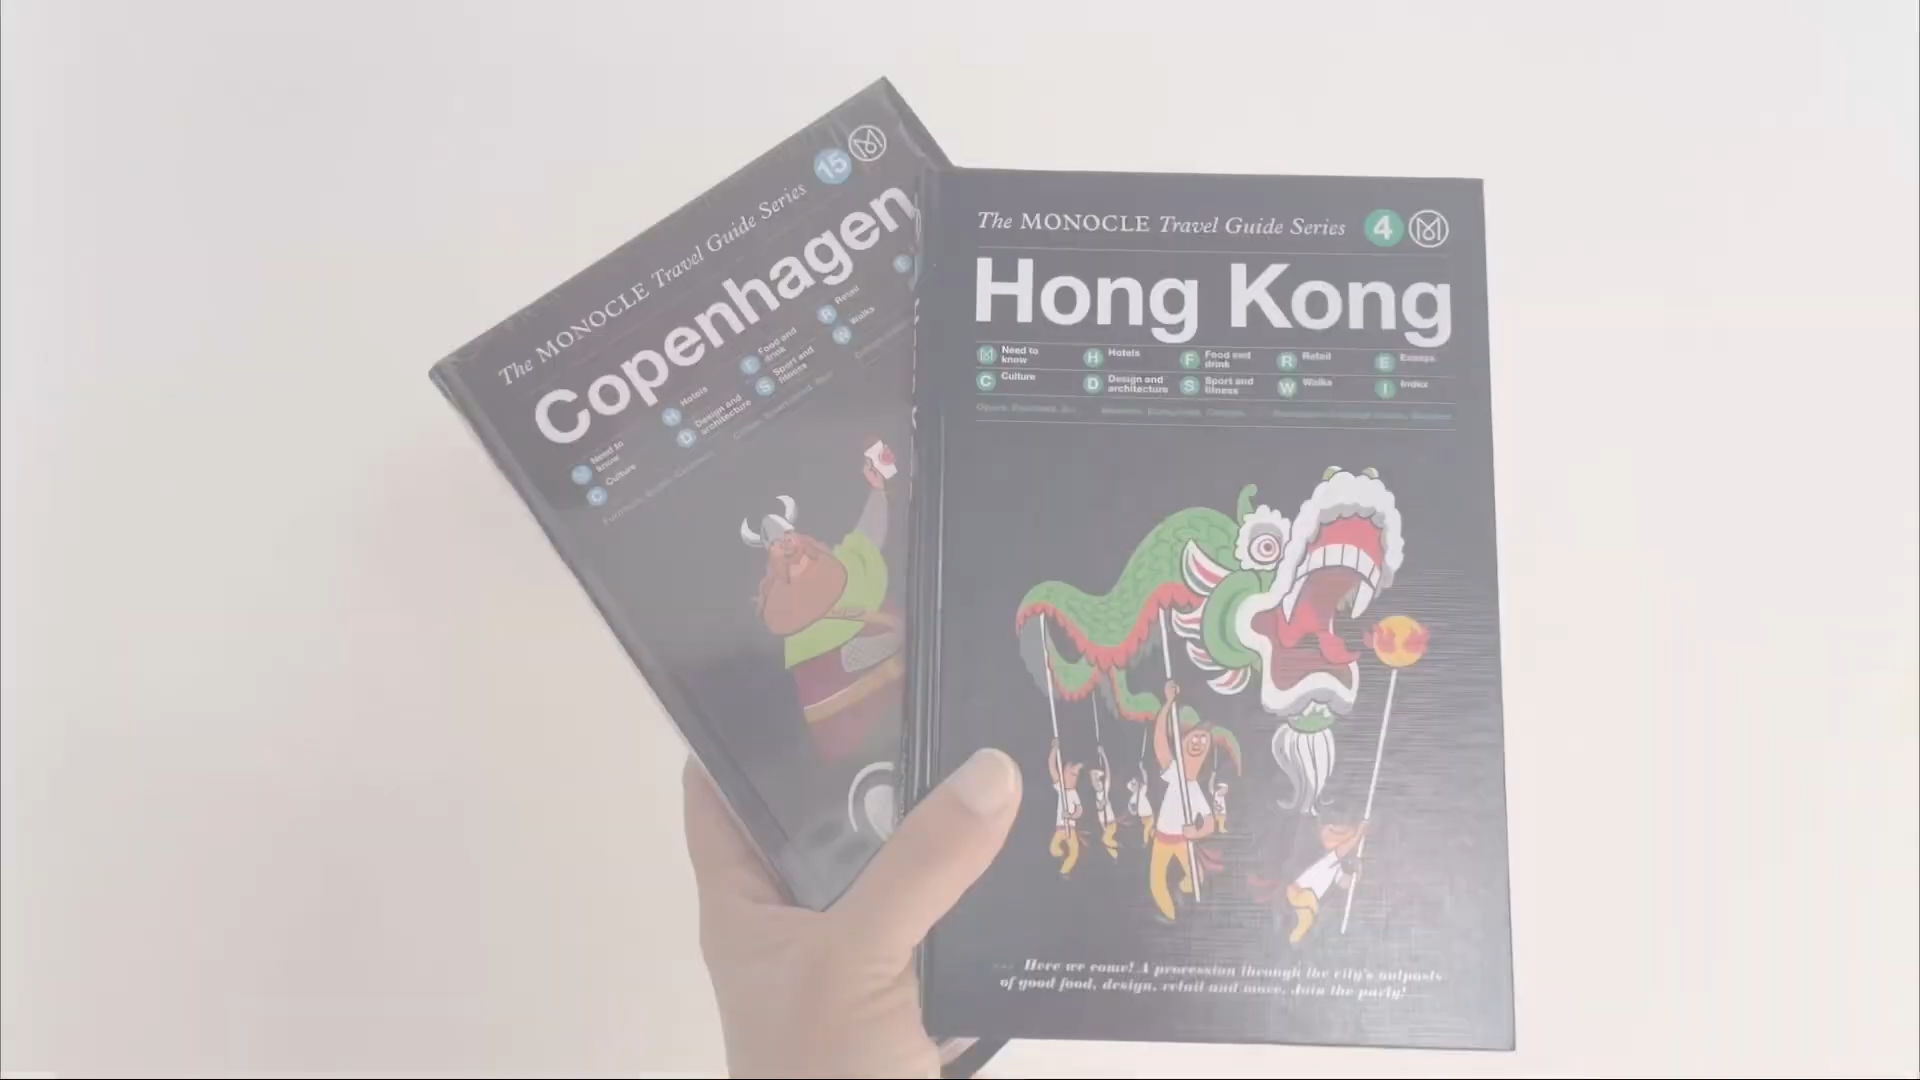 The MONOCLE Travel Guide Series 15
Copenhagen
Need to know
H Hotels
F Food and drink
R Retail
C Culture
D Design and architecture
S Sport and fitness
W Walks
The MONOCLE Travel Guide Series 4
Hong Kong
M Need to know
H Hotels
F Food and drink
R Retail
E Essays
C Culture
D Design and architecture
S Sport and fitness
W Walks
I Index
Here we come! A procession through the city's outposts
of good food, design, retail and more. Join the party!